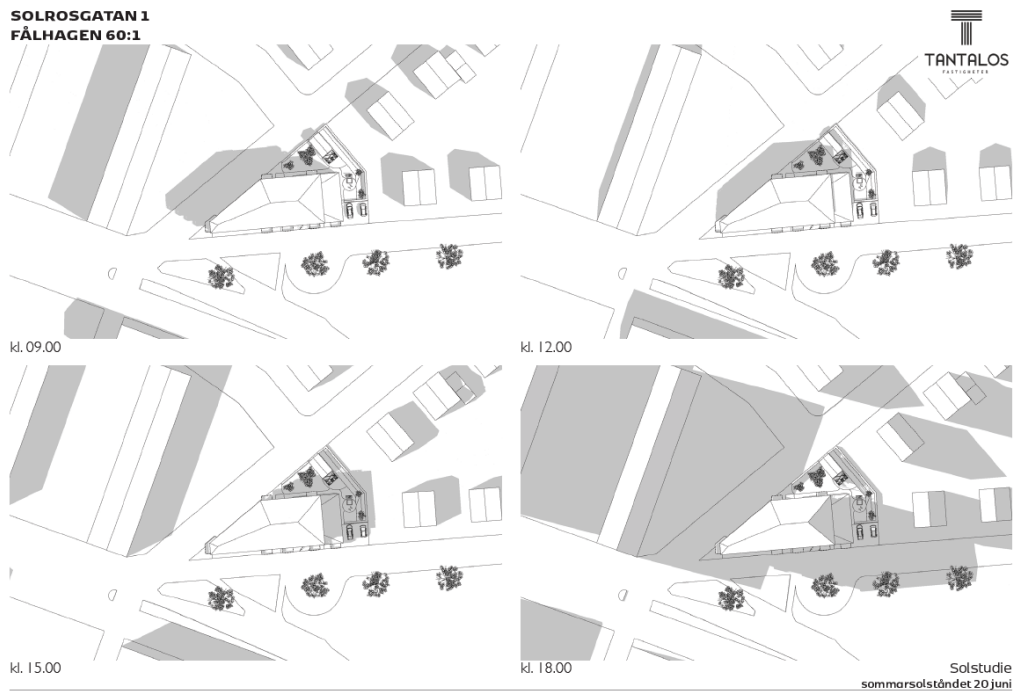 SOLROSGATAN 1
FÅLHAGEN 60:1
TANTALOS
FASTIGHETER
kl. 09.00
kl. 12.00
kl. 15.00
kl. 18.00
Solstudie
sommarsolståndet 20 juni